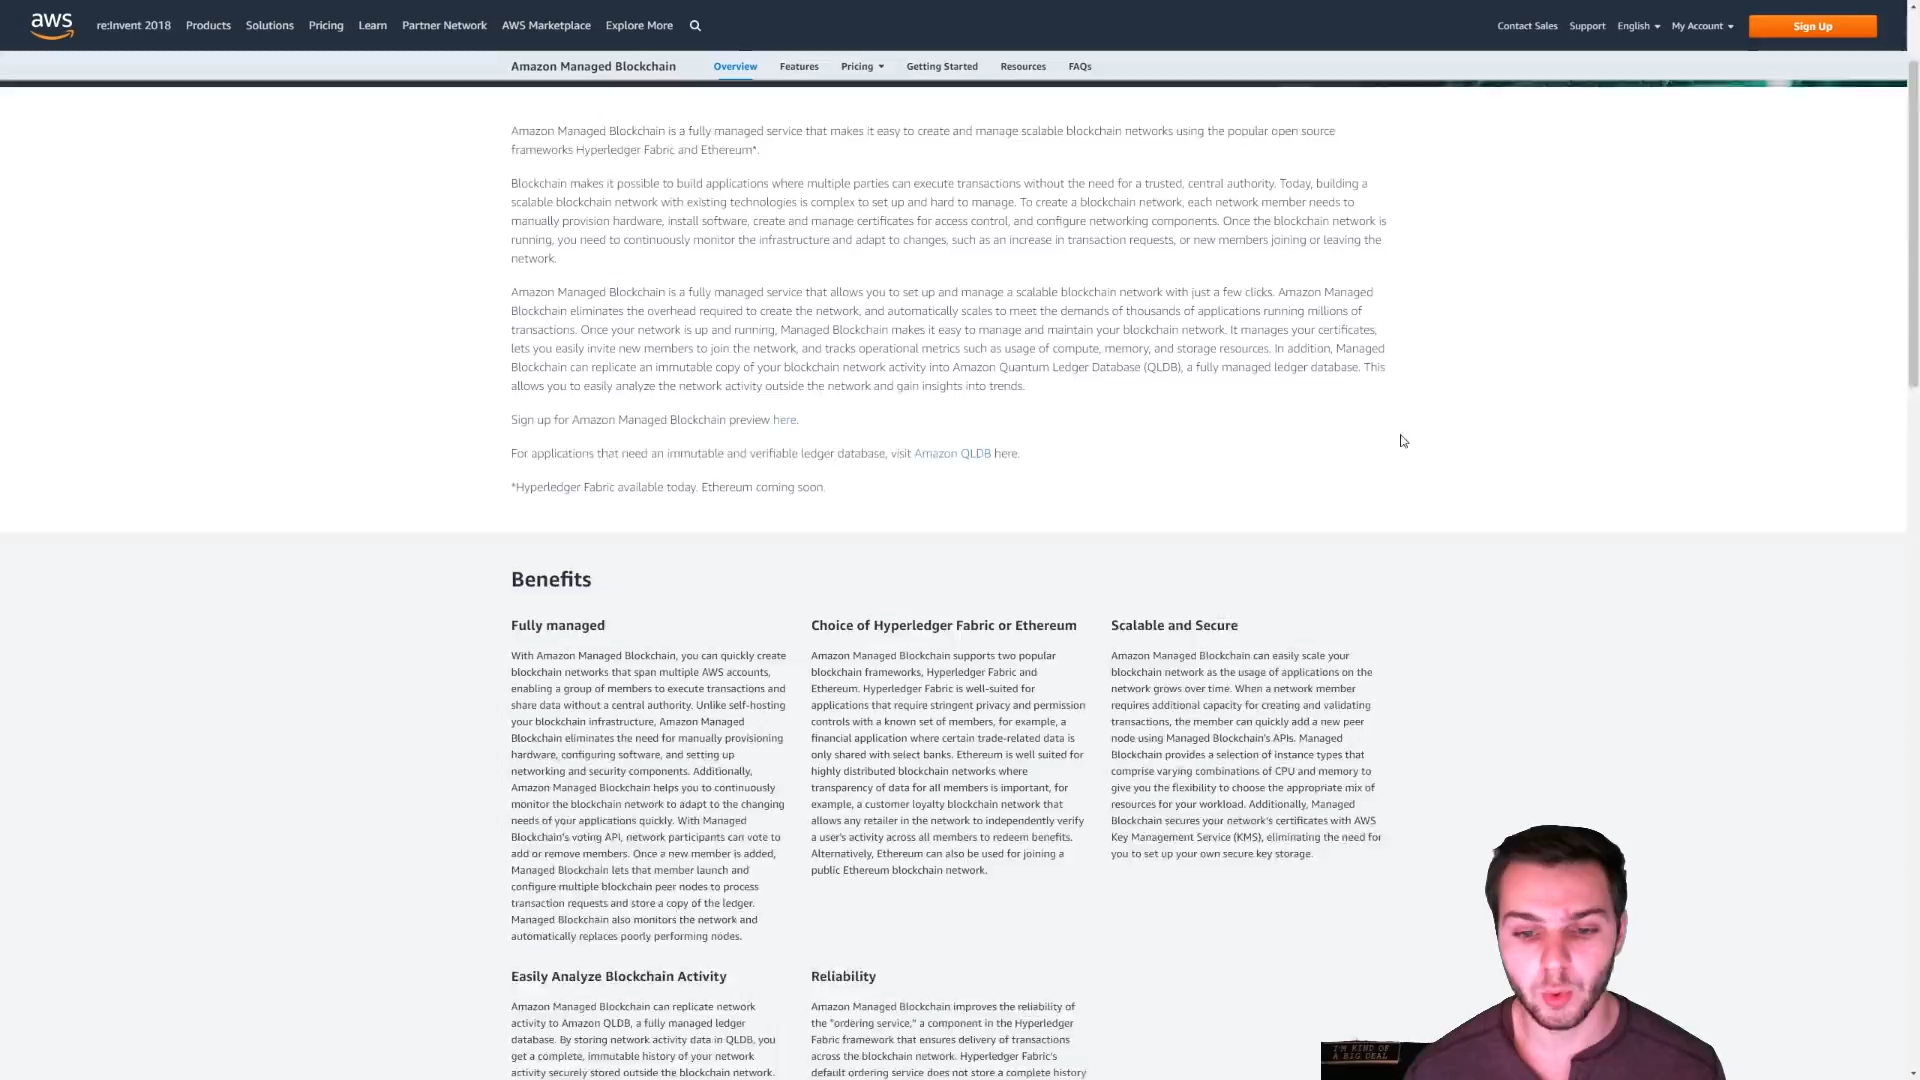 aws
re:Invent 2018 Products Solutions Pricing Learn Partner Network AWS Marketplace Explore More
Contact Sales Support English My Account Sign Up
Amazon Managed Blockchain Overview Features Pricing Getting Started Resources FAQs
Amazon Managed Blockchain is a fully managed service that makes it easy to create and manage scalable blockchain networks using the popular open source
frameworks Hyperledger Fabric and Ethereum*.
Blockchain makes it possible to build applications where multiple parties can execute transactions without the need for a trusted, central authority. Today, building a
scalable blockchain network with existing technologies is complex to set up and hard to manage. To create a blockchain network, each network member needs to
manually provision hardware, install software, create and manage certificates for access control, and configure networking components. Once the blockchain network is
running, you need to continuously monitor the infrastructure and adapt to changes, such as an increase in transaction requests, or new members joining or leaving the
network.
Amazon Managed Blockchain is a fully managed service that allows you to set up and manage a scalable blockchain network with just a few clicks. Amazon Managed
Blockchain eliminates the overhead required to create the network, and automatically scales to meet the demands of thousands of applications running millions of
transactions. Once your network is up and running, Managed Blockchain makes it easy to manage and maintain your blockchain network. It manages your certificates,
lets you easily invite new members to join the network, and tracks operational metrics such as usage of compute, memory, and storage resources. In addition, Managed
Blockchain can replicate an immutable copy of your blockchain network activity into Amazon Quantum Ledger Database (QLDB), a fully managed ledger database. This
allows you to easily analyze the network activity outside the network and gain insights into trends.
Sign up for Amazon Managed Blockchain preview here.
For applications that need an immutable and verifiable ledger database, visit Amazon QLDB here.
*Hyperledger Fabric available today. Ethereum coming soon.
Benefits
Fully managed
With Amazon Managed Blockchain, you can quickly create
blockchain networks that span multiple AWS accounts,
enabling a group of members to execute transactions and
share data without a central authority. Unlike self-hosting
your blockchain infrastructure, Amazon Managed
Blockchain eliminates the need for manually provisioning
hardware, configuring software, and setting up
networking and security components. Additionally,
Amazon Managed Blockchain helps you to continuously
monitor the blockchain network to adapt to the changing
needs of your applications quickly. With Managed
Blockchain's voting API, network participants can vote to
add or remove members. Once a new member is added,
Managed Blockchain lets that member launch and
configure multiple blockchain peer nodes to process
transaction requests and store a copy of the ledger.
Managed Blockchain also monitors the network and
automatically replaces poorly performing nodes.
Choice of Hyperledger Fabric or Ethereum
Amazon Managed Blockchain supports two popular
blockchain frameworks, Hyperledger Fabric and
Ethereum. Hyperledger Fabric is well-suited for
applications that require stringent privacy and permission
controls with a known set of members, for example, a
financial application where certain trade-related data is
only shared with select banks. Ethereum is well suited for
highly distributed blockchain networks where
transparency of data for all members is important, for
example, a customer loyalty blockchain network that
allows any retailer in the network to independently verify
a user's activity across all members to redeem benefits.
Alternatively, Ethereum can also be used for joining a
public Ethereum blockchain network.
Scalable and Secure
Amazon Managed Blockchain can easily scale your
blockchain network as the usage of applications on the
network grows over time. When a network member
requires additional capacity for creating and validating
transactions, the member can quickly add a new peer
node using Managed Blockchain's APIs. Managed
Blockchain provides a selection of instance types that
comprise varying combinations of CPU and memory to
give you the flexibility to choose the appropriate mix of
resources for your workload. Additionally, Managed
Blockchain secures your network's certificates with AWS
Key Management Service (KMS), eliminating the need for
you to set up your own secure key storage.
Easily Analyze Blockchain Activity
Amazon Managed Blockchain can replicate network
activity to Amazon QLDB, a fully managed ledger
database. By storing network activity data in QLDB, you
get a complete, immutable history of your network
activity securely stored outside the blockchain network.
Reliability
Amazon Managed Blockchain improves the reliability of
the "ordering service," a component in the Hyperledger
Fabric framework that ensures delivery of transactions
across the blockchain network. Hyperledger Fabric's
default ordering service does not store a complete history
I'M KIND OF
A BIG DEAL